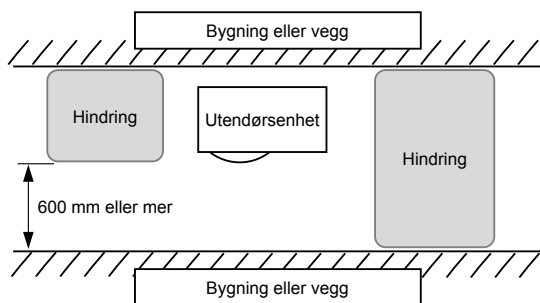 Bygning eller vegg
Hindring
Utendørsenhet
Hindring
600 mm eller mer
Bygning eller vegg